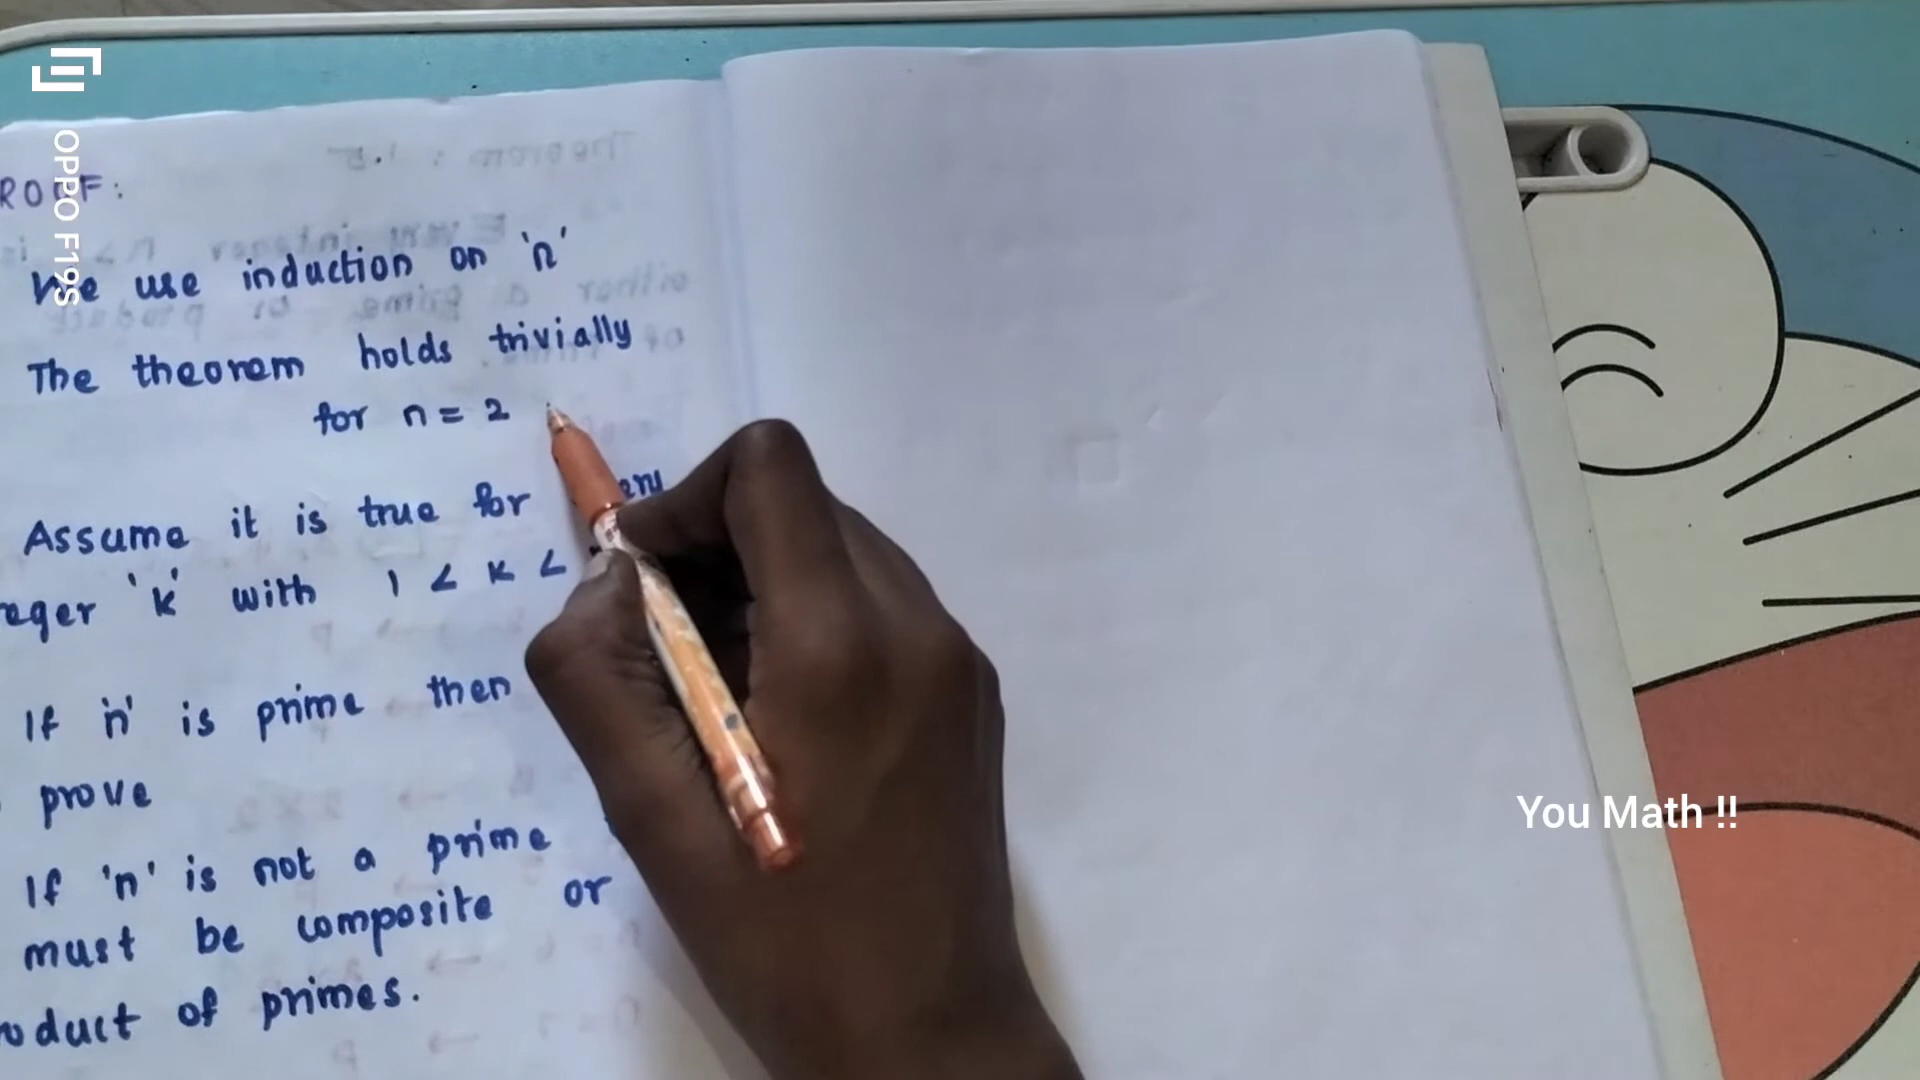 ROOF:
We use induction on 'n'
The theorem holds trivially
for n = 2
Assume it is true for
eger 'k' with 1 < k <
If 'n' is prime then
prove
If 'n' is not a prime
must be composite or
oduct of primes.
OPPO F19S
You Math !!